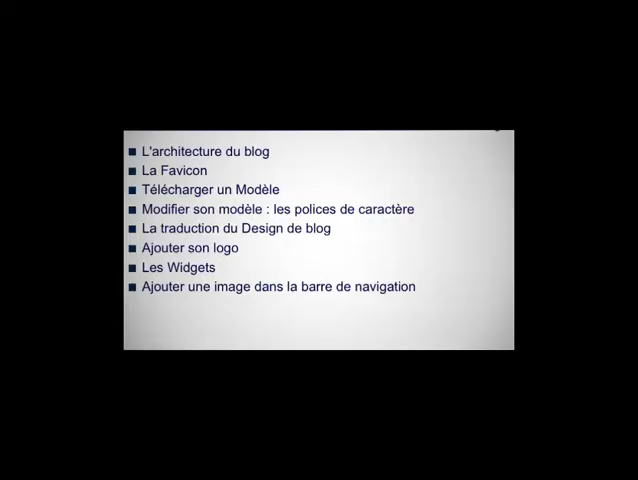 L'architecture du blog
La Favicon
Télécharger un Modèle
Modifier son modèle : les polices de caractère
La traduction du Design de blog
Ajouter son logo
Les Widgets
Ajouter une image dans la barre de navigation